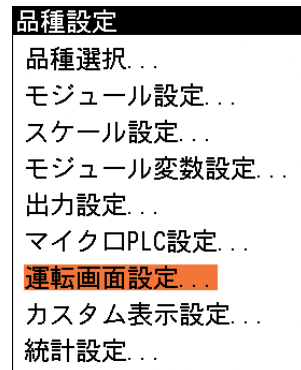 品種設定
品種選択...
モジュール設定...
スケール設定...
モジュール変数設定...
出力設定...
マイクロPLC設定...
運転画面設定...
カスタム表示設定...
統計設定...